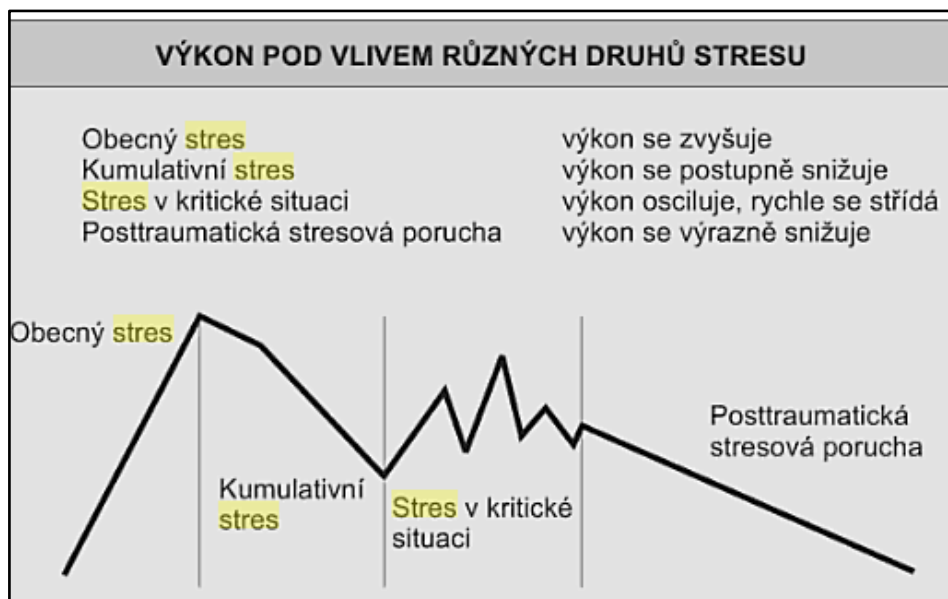 VÝKON POD VLIVEM RŮZNÝCH DRUHŮ STRESU
Obecný stres výkon se zvyšuje
Kumulativní stres výkon se postupně snižuje
Stres v kritické situaci výkon osciluje, rychle se střídá
Posttraumatická stresová porucha výkon se výrazně snižuje
Obecný stres
Kumulativní
stres
Stres v kritické
situaci
Posttraumatická
stresová porucha